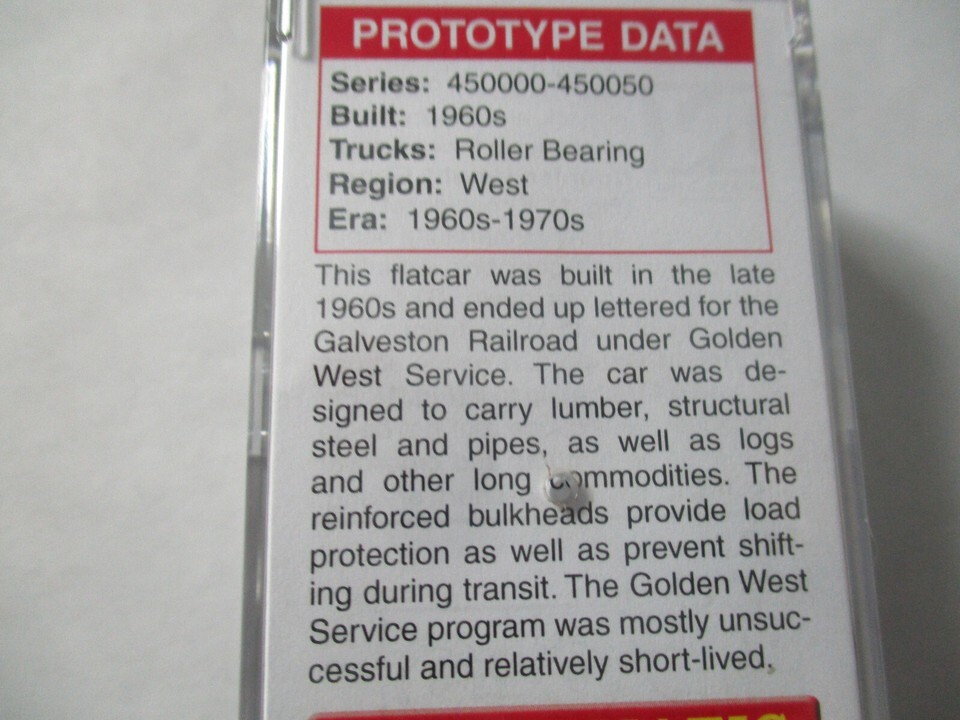 PROTOTYPE DATA
Series: 450000-450050
Built: 1960s
Trucks: Roller Bearing
Region: West
Era: 1960s-1970s
This flatcar was built in the late
1960s and ended up lettered for the
Galveston Railroad under Golden
West Service. The car was de-
signed to carry lumber, structural
steel and pipes, as well as logs
and other long commodities. The
reinforced bulkheads provide load
protection as well as prevent shift-
ing during transit. The Golden West
Service program was mostly unsuc-
cessful and relatively short-lived.